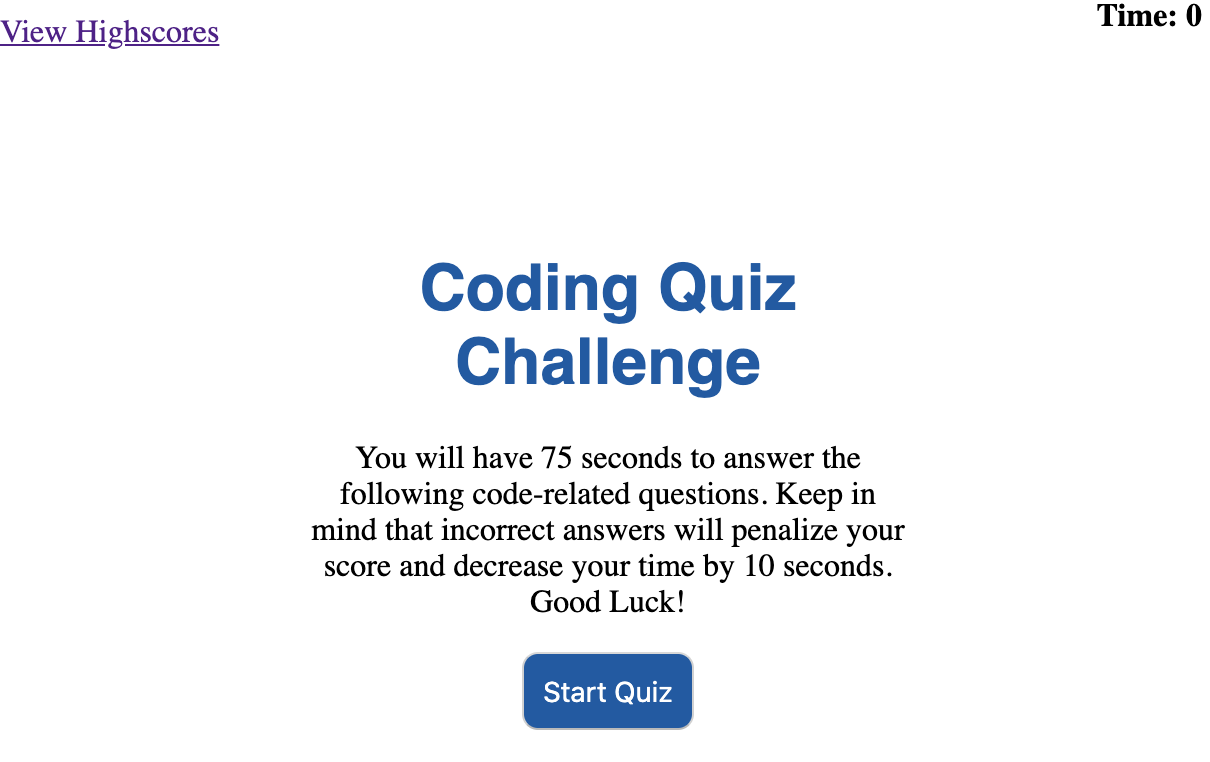 View Highscores
Time: 0
Coding Quiz
Challenge
You will have 75 seconds to answer the
following code-related questions. Keep in
mind that incorrect answers will penalize your
score and decrease your time by 10 seconds.
Good Luck!
Start Quiz